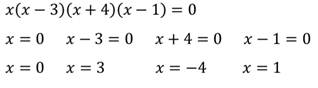 x(x − 3)(x + 4)(x − 1) = 0
x = 0 x − 3 = 0 x + 4 = 0 x − 1 = 0
x = 0 x = 3 x = −4 x = 1